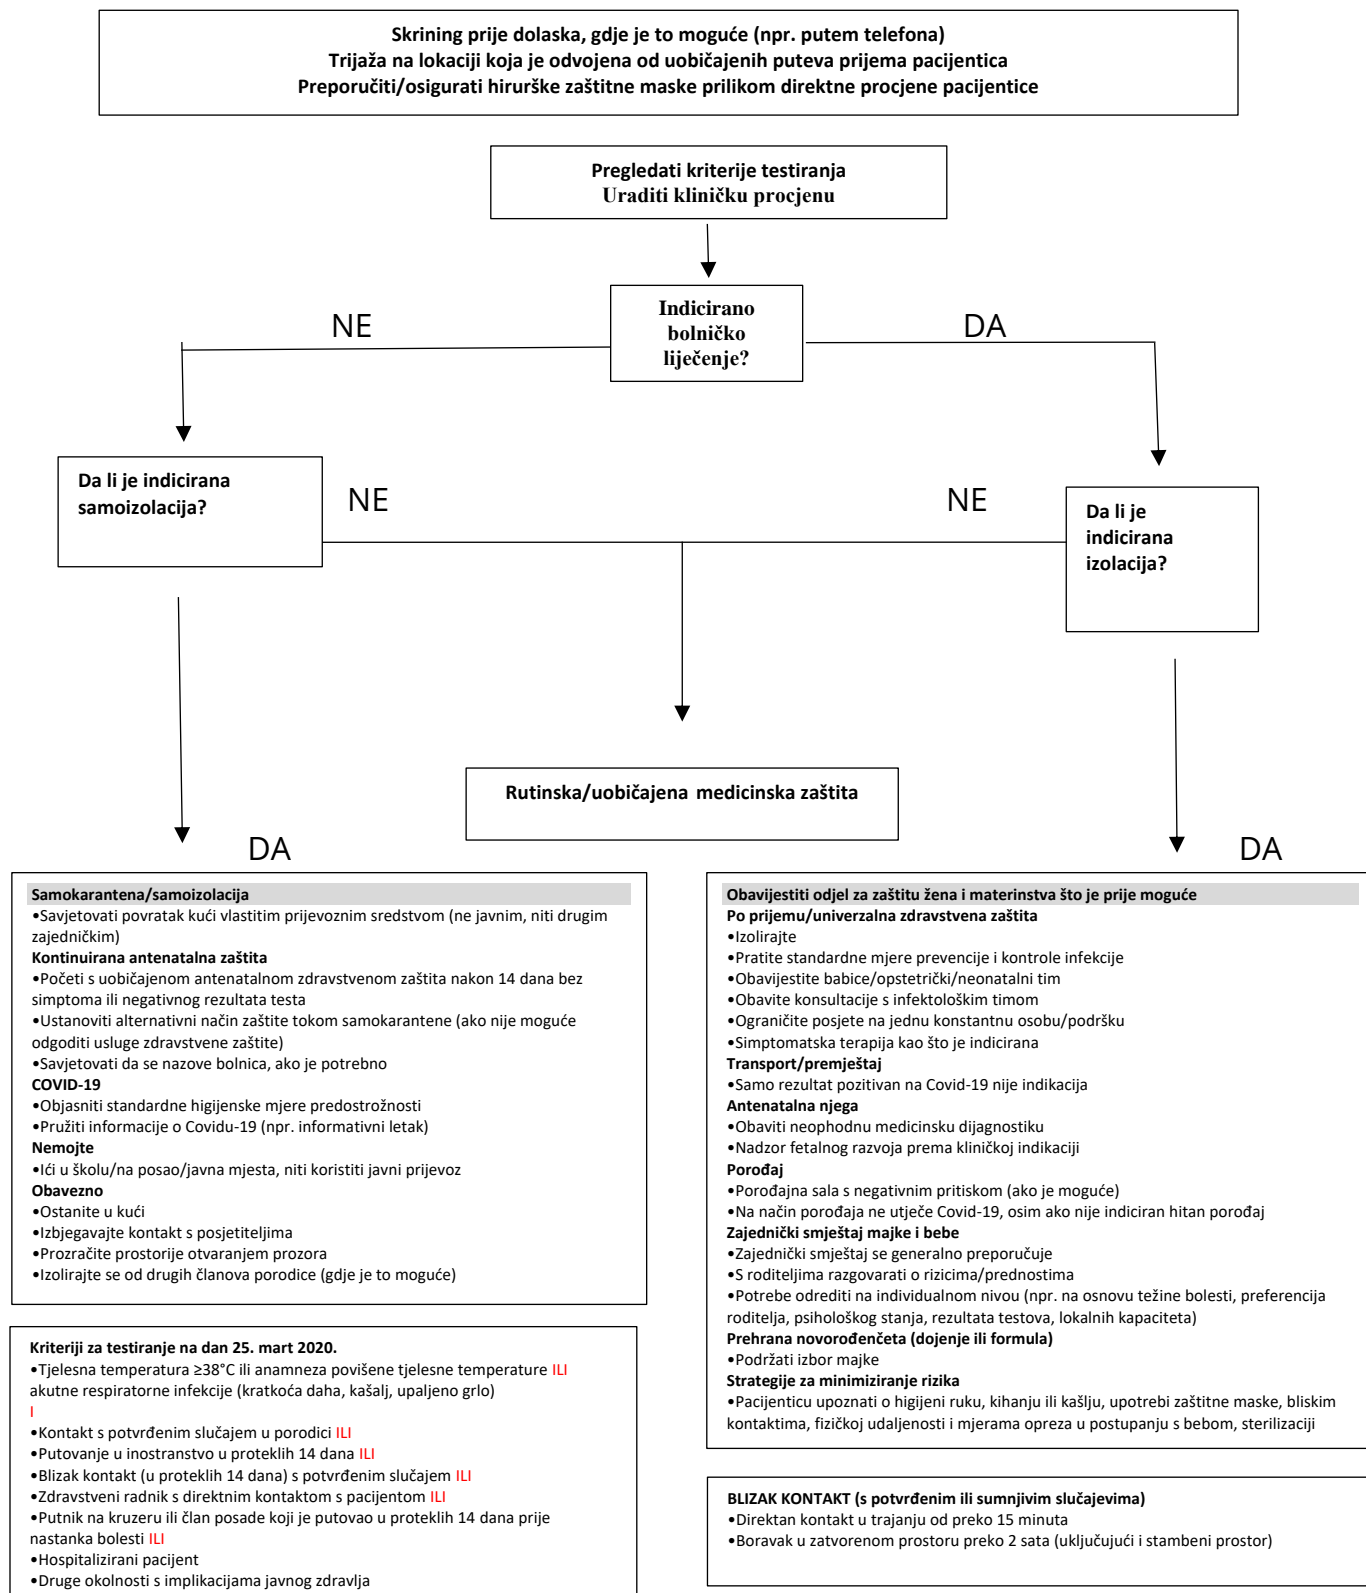 Skrining prije dolaska, gdje je to moguće (npr. putem telefona)
Trijaža na lokaciji koja je odvojena od uobičajenih puteva prijema pacijentica
Preporučiti/osigurati hirurške zaštitne maske prilikom direktne procjene pacijentice
Pregledati kriterije testiranja
Uraditi kliničku procjenu
Indicirano
bolničko
liječenje?
NE
DA
Da li je indicirana
samoizolacija?
NE
NE
Da li je
indicirana
izolacija?
Rutinska/uobičajena medicinska zaštita
DA
DA
Samokarantena/samoizolacija
•Savjetovati povratak kući vlastitim prijevoznim sredstvom (ne javnim, niti drugim
zajedničkim)
Kontinuirana antenatalna zaštita
•Početi s uobičajenom antenatalnom zdravstvenom zaštita nakon 14 dana bez
simptoma ili negativnog rezultata testa
•Ustanoviti alternativni način zaštite tokom samokarantene (ako nije moguće
odgoditi usluge zdravstvene zaštite)
•Savjetovati da se nazove bolnica, ako je potrebno
COVID-19
•Objasniti standardne higijenske mjere predostrožnosti
•Pružiti informacije o Covidu-19 (npr. informativni letak)
Nemojte
•Ići u školu/na posao/javna mjesta, niti koristiti javni prijevoz
Obavezno
•Ostanite u kući
•Izbjegavajte kontakt s posjetiteljima
•Prozračite prostorije otvaranjem prozora
•Izolirajte se od drugih članova porodice (gdje je to moguće)
Obavijestiti odjel za zaštitu žena i materinstva što je prije moguće
Po prijemu/univerzalna zdravstvena zaštita
•Izolirajte
•Pratite standardne mjere prevencije i kontrole infekcije
•Obavijestite babice/opstetrički/neonatalni tim
•Obavite konsultacije s infektološkim timom
•Ograničite posjete na jednu konstantnu osobu/podršku
•Simptomatska terapija kao što je indicirana
Transport/premještaj
•Samo rezultat pozitivan na Covid-19 nije indikacija
Antenatalna njega
•Obaviti neophodnu medicinsku dijagnostiku
•Nadzor fetalnog razvoja prema kliničkoj indikaciji
Porođaj
•Porođajna sala s negativnim pritiskom (ako je moguće)
•Na način porođaja ne utječe Covid-19, osim ako nije indiciran hitan porođaj
Zajednički smještaj majke i bebe
•Zajednički smještaj se generalno preporučuje
•S roditeljima razgovarati o rizicima/prednostima
•Potrebe odrediti na individualnom nivou (npr. na osnovu težine bolesti, preferencija
roditelja, psihološkog stanja, rezultata testova, lokalnih kapaciteta)
Prehrana novorođenčeta (dojenje ili formula)
•Podržati izbor majke
Strategije za minimiziranje rizika
•Pacijenticu upoznati o higijeni ruku, kihanju ili kašlju, upotrebi zaštitne maske, bliskim
kontaktima, fizičkoj udaljenosti i mjerama opreza u postupanju s bebom, sterilizaciji
Kriteriji za testiranje na dan 25. mart 2020.
•Tjelesna temperatura ≥38°C ili anamneza povišene tjelesne temperature ILI
akutne respiratorne infekcije (kratkoća daha, kašalj, upaljeno grlo)
I
•Kontakt s potvrđenim slučajem u porodici ILI
•Putovanje u inostranstvo u proteklih 14 dana ILI
•Blizak kontakt (u proteklih 14 dana) s potvrđenim slučajem ILI
•Zdravstveni radnik s direktnim kontaktom s pacijentom ILI
•Putnik na kruzeru ili član posade koji je putovao u proteklih 14 dana prije
nastanka bolesti ILI
•Hospitalizirani pacijent
•Druge okolnosti s implikacijama javnog zdravlja
BLIZAK KONTAKT (s potvrđenim ili sumnjivim slučajevima)
•Direktan kontakt u trajanju od preko 15 minuta
•Boravak u zatvorenom prostoru preko 2 sata (uključujući i stambeni prostor)